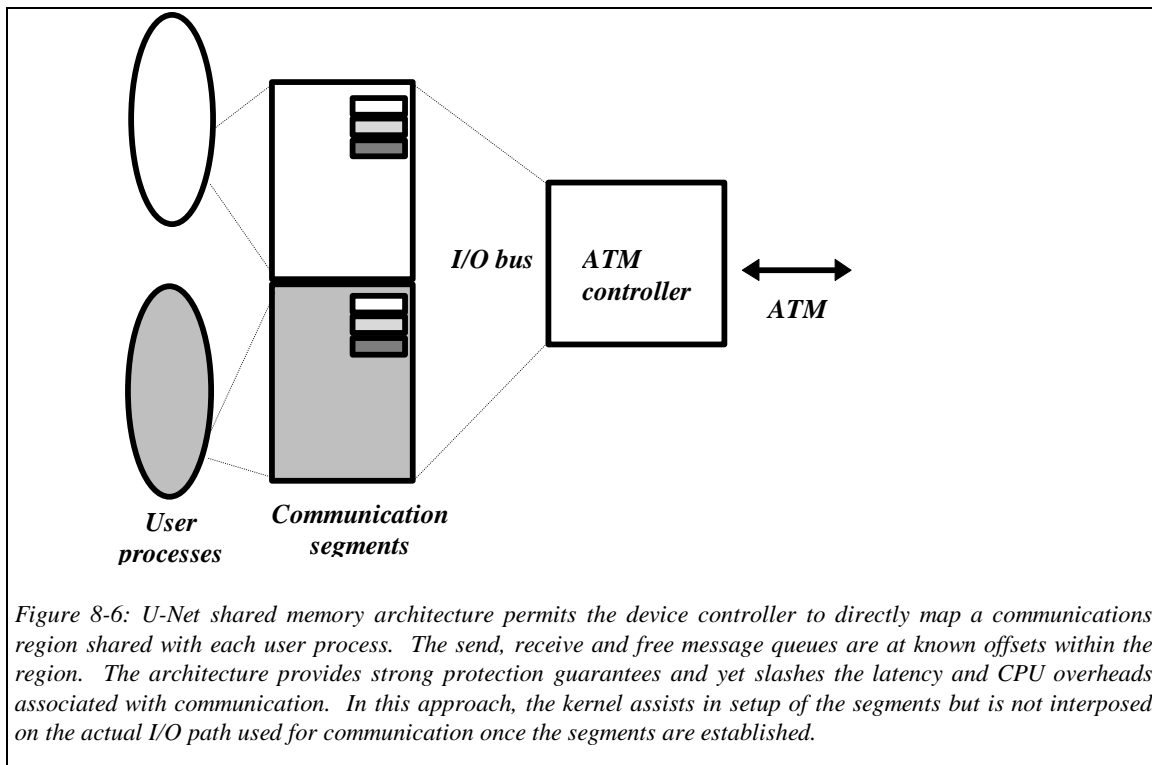 I/O bus
ATM
controller
ATM
User
processes
Communication
segments
Figure 8-6: U-Net shared memory architecture permits the device controller to directly map a communications
region shared with each user process. The send, receive and free message queues are at known offsets within the
region. The architecture provides strong protection guarantees and yet slashes the latency and CPU overheads
associated with communication. In this approach, the kernel assists in setup of the segments but is not interposed
on the actual I/O path used for communication once the segments are established.